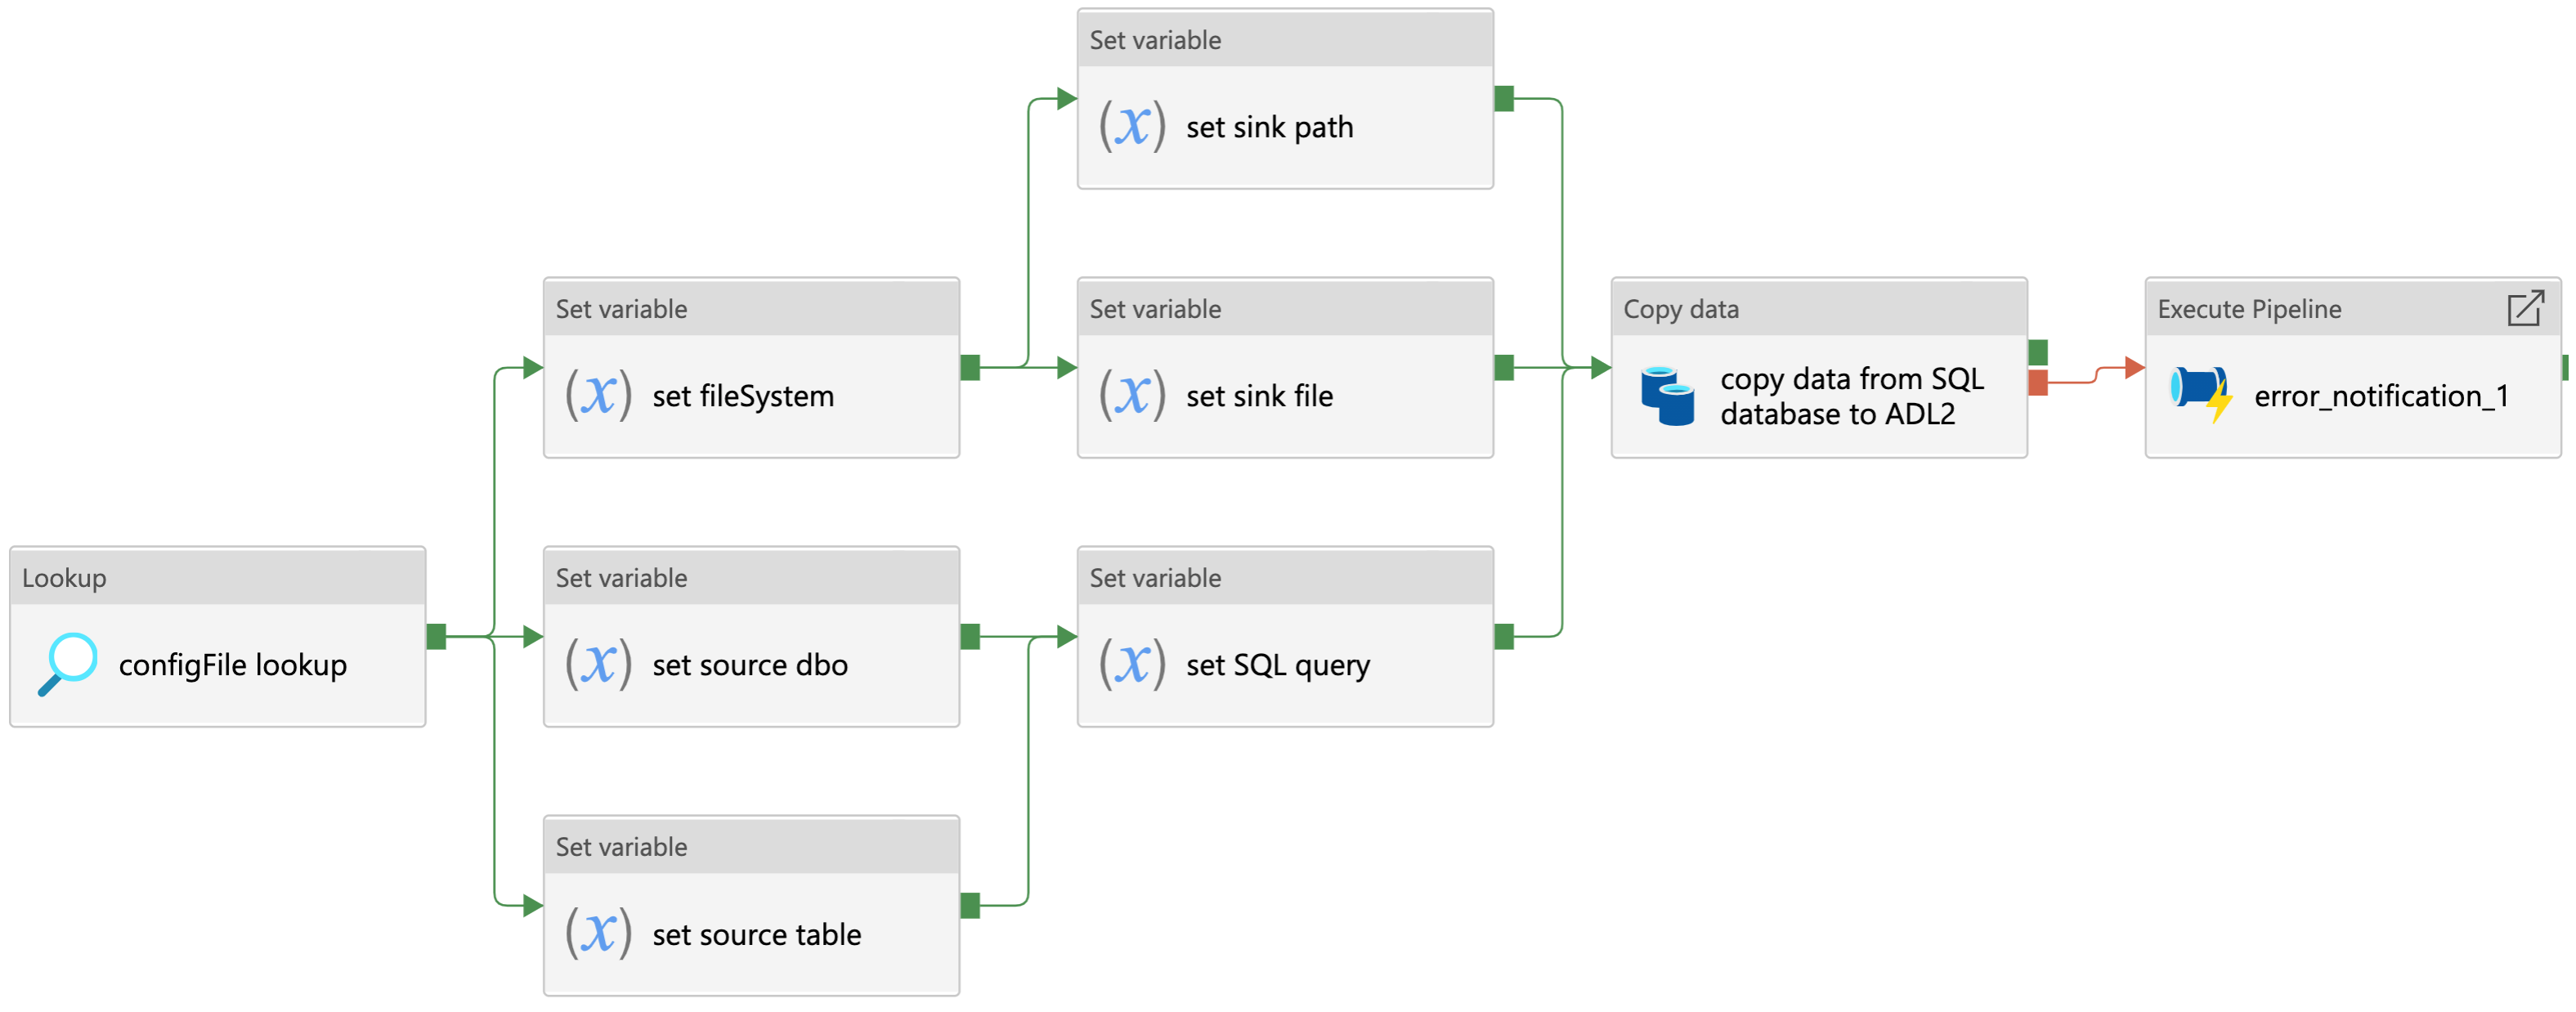 Set variable
(x) set sink path
Set variable
(x) set fileSystem
Set variable
(x) set sink file
Copy data
copy data from SQL
database to ADL2
Execute Pipeline
error_notification_1
Lookup
configFile lookup
Set variable
(x) set source dbo
Set variable
(x) set SQL query
Set variable
(x) set source table